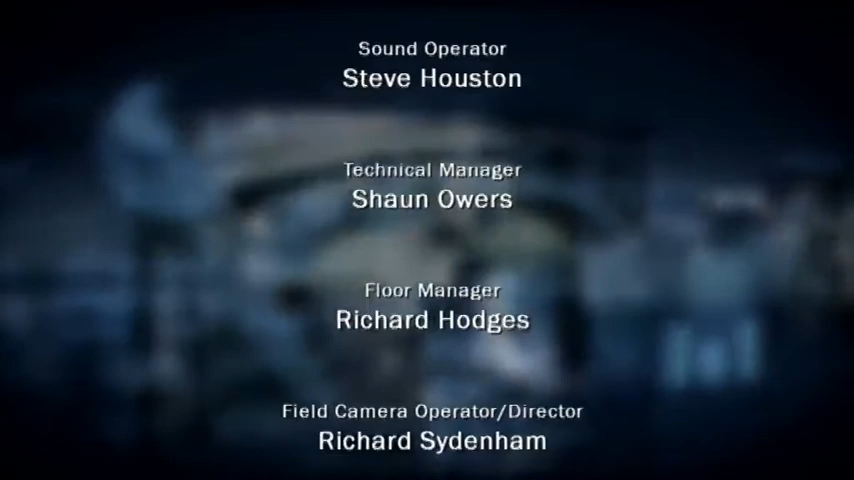 Sound Operator
Steve Houston
Technical Manager
Shaun Owers
Floor Manager
Richard Hodges
Field Camera Operator/Director
Richard Sydenham